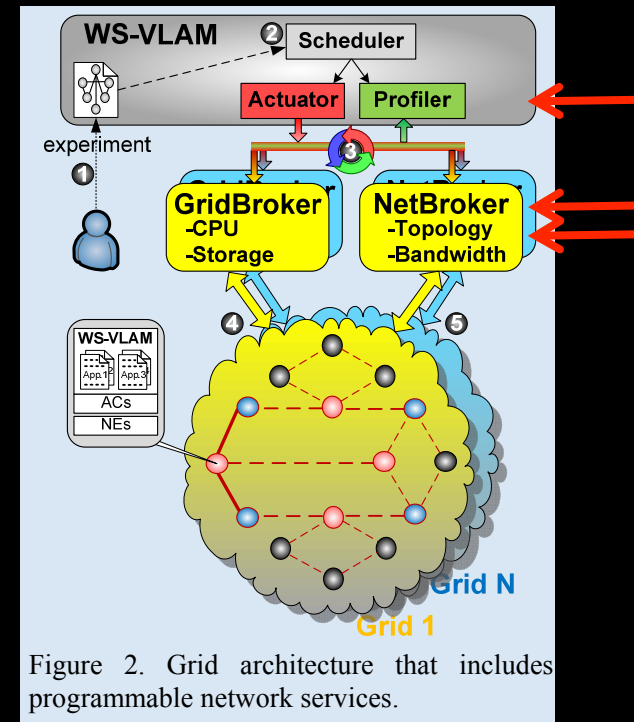 WS-VLAM
2
Scheduler
Actuator
Profiler
experiment
1
3
GridBroker
-CPU
-Storage
NetBroker
-Topology
-Bandwidth
4
5
WS-VLAM
App.1
App.3
ACs
NEs
Grid N
Grid 1
Figure 2. Grid architecture that includes
programmable network services.